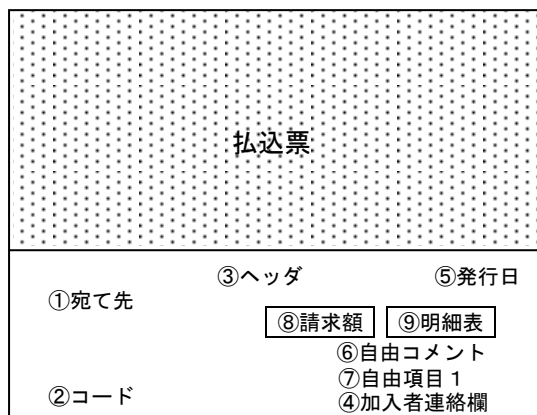 払込票
③ヘッダ ⑤発行日
①宛て先
⑧請求額 ⑨明細表
⑥自由コメント
⑦自由項目1
②コード ④加入者連絡欄